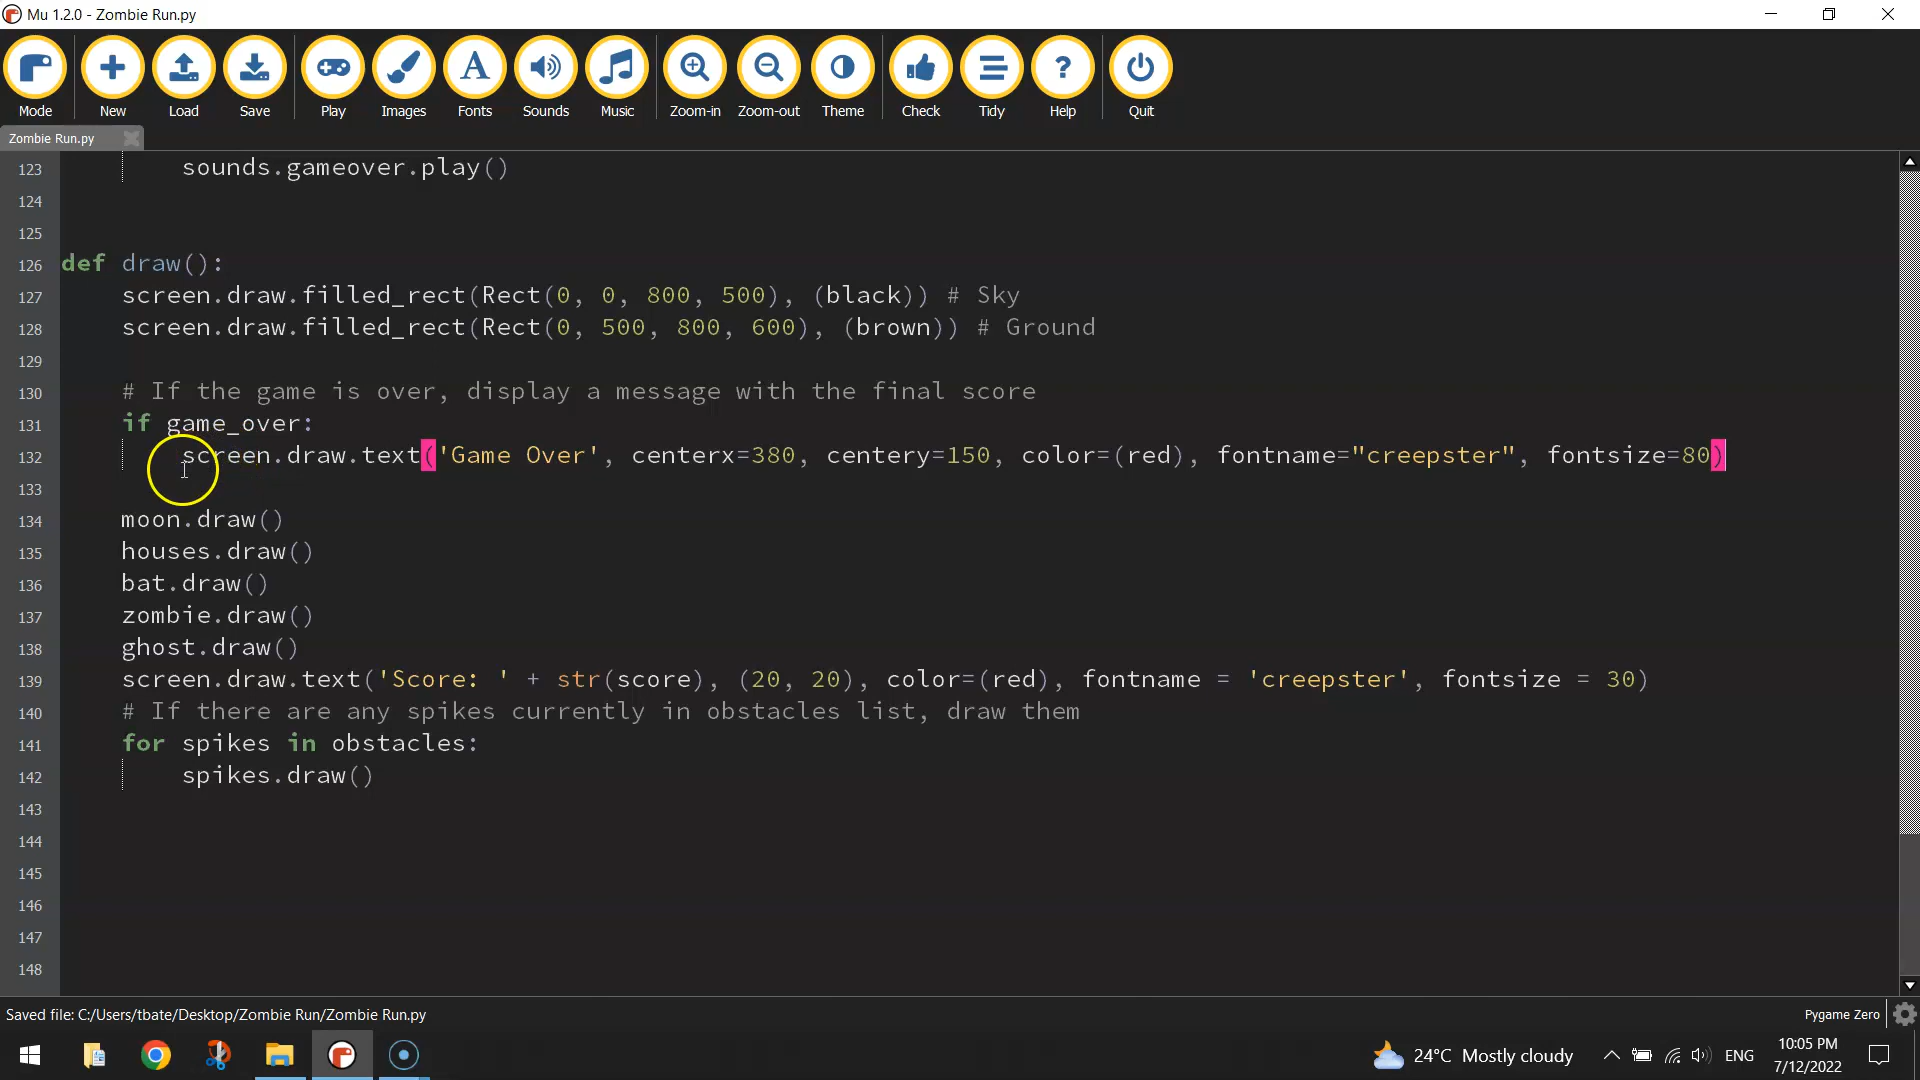 Mu 1.2.0 - Zombie Run.py
Mode New Load Save Play Images Fonts Sounds Music Zoom-in Zoom-out Theme Check Tidy Help Quit
Zombie Run.py
123 sounds.gameover.play()
124
125
126 def draw():
127 screen.draw.filled_rect(Rect(0, 0, 800, 500), (black)) # Sky
128 screen.draw.filled_rect(Rect(0, 500, 800, 600), (brown)) # Ground
129
130 # If the game is over, display a message with the final score
131 if game_over:
132 screen.draw.text('Game Over', centerx=380, centery=150, color=(red), fontname="creepster", fontsize=80)
133
134 moon.draw()
135 houses.draw()
136 bat.draw()
137 zombie.draw()
138 ghost.draw()
139 screen.draw.text('Score: ' + str(score), (20, 20), color=(red), fontname = 'creepster', fontsize = 30)
140 # If there are any spikes currently in obstacles list, draw them
141 for spikes in obstacles:
142 spikes.draw()
143
144
145
146
147
148
Saved file: C:/Users/tbate/Desktop/Zombie Run/Zombie Run.py Pygame Zero
24°C Mostly cloudy ENG 10:05 PM
7/12/2022